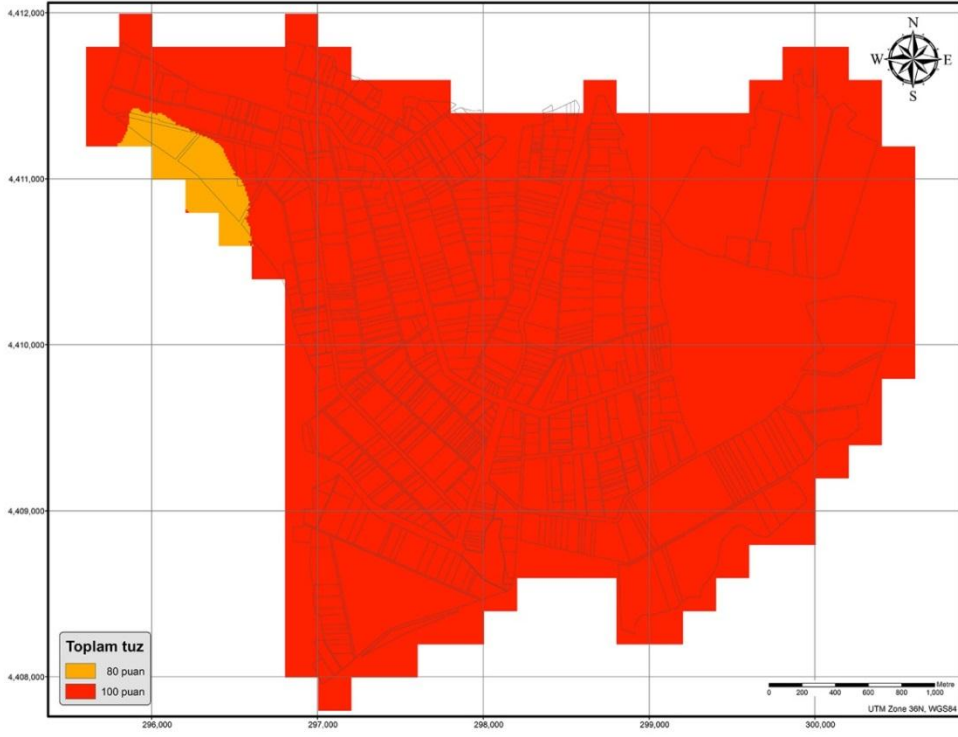 4,412,000
N
W E
S
4,411,000
4,410,000
4,409,000
Toplam tuz
80 puan
100 puan
4,408,000
Metre
0 200 400 600 800 1,000
UTM Zone 36N, WGS84
296,000 297,000 298,000 299,000 300,000